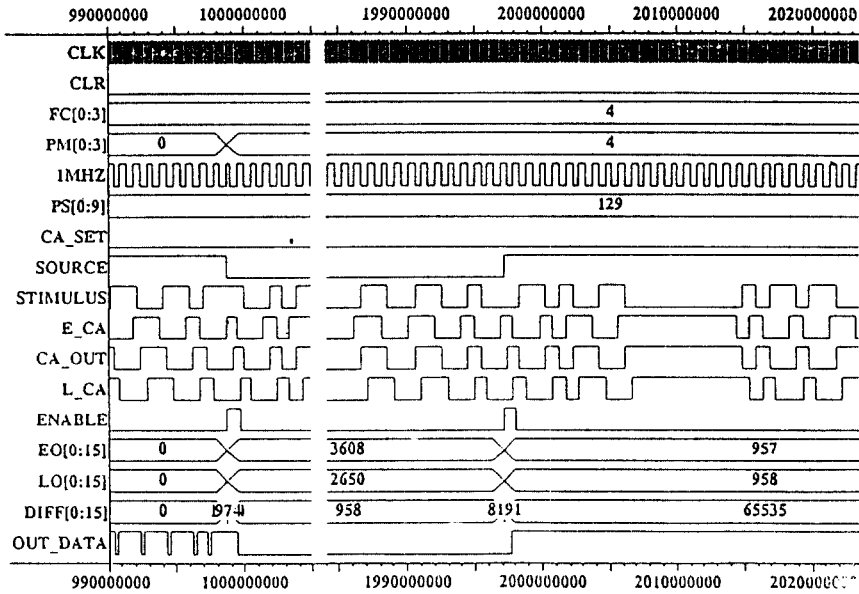 990000000 1000000000 1990000000 2000000000 2010000000 2020000000
CLK
CLR
FC[0:3] 4
PM[0:3] 0 4
1MHZ
PS[0:9] 129
CA_SET
SOURCE
STIMULUS
E_CA
CA_OUT
L_CA
ENABLE
EO[0:15] 0 3608 957
LO[0:15] 0 2650 958
DIFF[0:15] 0 958 8191 65535
OUT_DATA
990000000 1000000000 1990000000 2000000000 2010000000